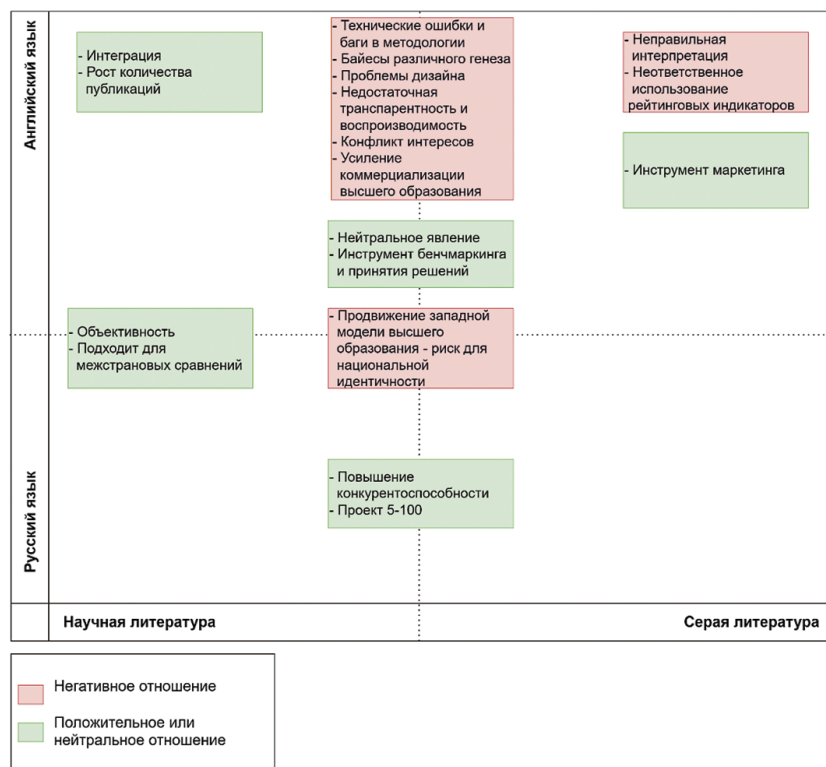 Английский язык
- Интеграция
- Рост количества
публикаций
- Технические ошибки и
баги в методологии
- Байесы различного генеза
- Проблемы дизайна
- Недостаточная
транспарентность и
воспроизводимость
- Конфликт интересов
- Усиление
коммерциализации
высшего образования
- Неправильная
интерпретация
- Неответственное
использование
рейтинговых индикаторов
- Инструмент маркетинга
- Нейтральное явление
- Инструмент бенчмаркинга
и принятия решений
- Объективность
- Подходит для
межстрановых сравнений
- Продвижение западной
модели высшего
образования - риск для
национальной
идентичности
Русский язык
- Повышение
конкурентоспособности
- Проект 5-100
Научная литература
Серая литература
Негативное отношение
Положительное или
нейтральное отношение